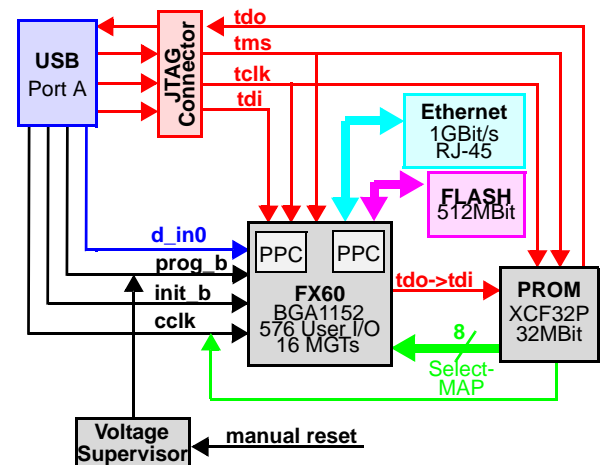 tdo
USB
Port A
JTAG
Connector
tms
tclk
tdi
Ethernet
1GBit/s
RJ-45
FLASH
512MBit
d_in0
prog_b
init_b
cclk
PPC
PPC
FX60
BGA1152
576 User I/O
16 MGTs
tdo->tdi
PROM
XCF32P
32MBit
8
Select-
MAP
Voltage
Supervisor
manual reset